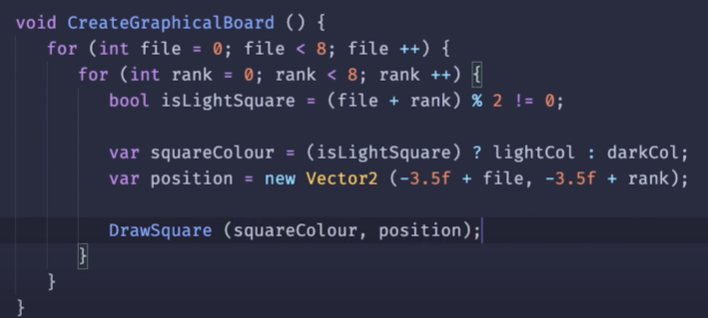 void CreateGraphicalBoard () {
for (int file = 0; file < 8; file ++) {
for (int rank = 0; rank < 8; rank ++) {
bool isLightSquare = (file + rank) % 2 != 0;
var squareColour = (isLightSquare) ? lightCol : darkCol;
var position = new Vector2 (-3.5f + file, -3.5f + rank);
DrawSquare (squareColour, position);
}
}
}